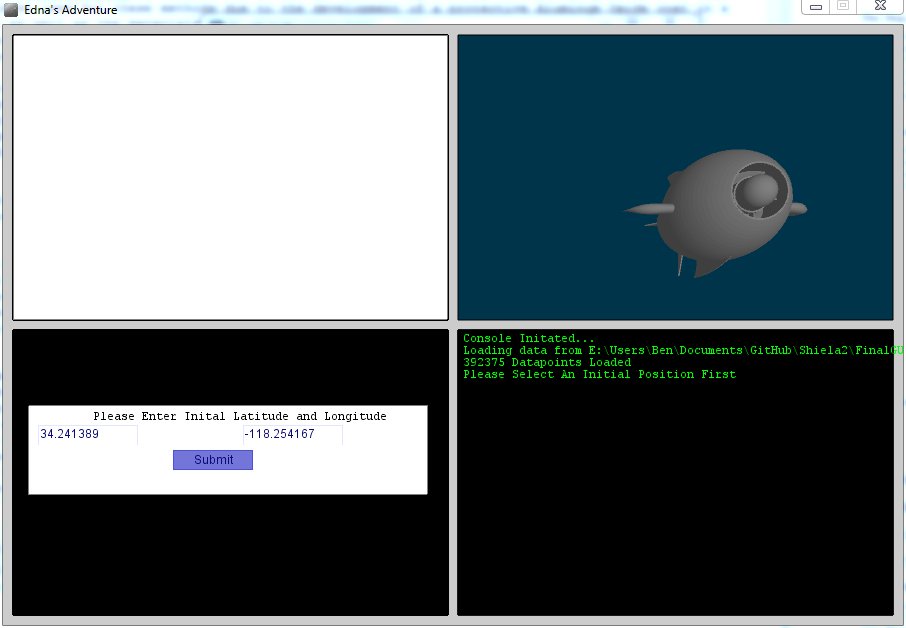 Edna's Adventure
Console Initated...
Loading data from E:\Users\Ben\Documents\GitHub\Shiela2\FinalGU
392375 Datapoints Loaded
Please Select An Initial Position First
Please Enter Inital Latitude and Longitude
34.241389 -118.254167
Submit